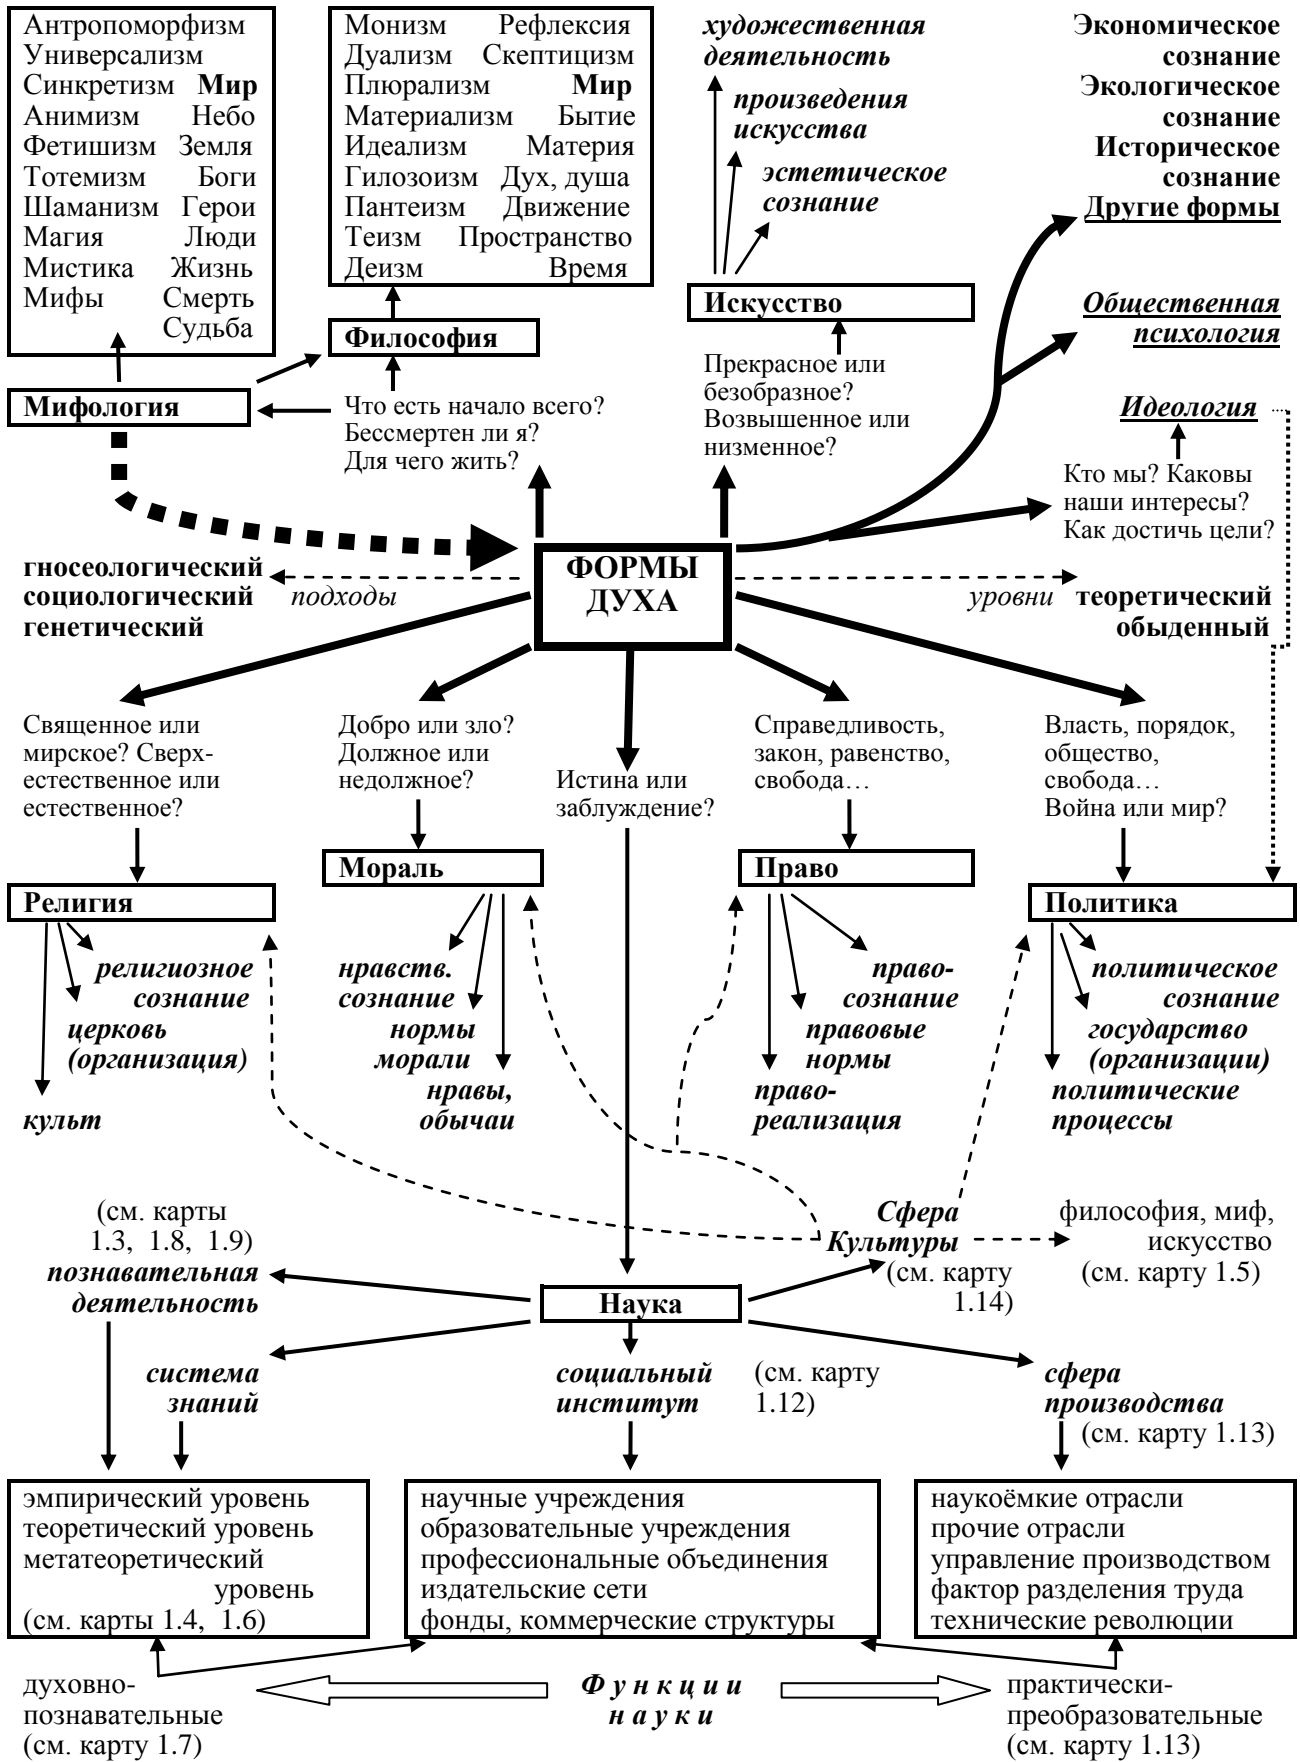 Антропоморфизм
Универсализм
Синкретизм Мир
Анимизм Небо
Фетишизм Земля
Тотемизм Боги
Шаманизм Герои
Магия Люди
Мистика Жизнь
Мифы Смерть
Судьба
Монизм Рефлексия
Дуализм Скептицизм
Плюрализм Мир
Материализм Бытие
Идеализм Материя
Гилозоизм Дух, душа
Пантеизм Движение
Теизм Пространство
Деизм Время
художественная
деятельность
произведения
искусства
эстетическое
сознание
Экономическое
сознание
Экологическое
сознание
Историческое
сознание
Другие формы
Искусство
Философия
Общественная
психология
Мифология
Что есть начало всего?
Бессмертен ли я?
Для чего жить?
Прекрасное или
безобразное?
Возвышенное или
низменное?
Идеология
Кто мы? Каковы
наши интересы?
Как достичь цели?
ФОРМЫ
ДУХА
гносеологический
социологический
генетический
подходы
уровни
теоретический
обыденный
Священное или
мирское? Сверх-
естественное или
естественное?
Добро или зло?
Должное или
недолжное?
Истина или
заблуждение?
Справедливость,
закон, равенство,
свобода…
Власть, порядок,
общество,
свобода…
Война или мир?
Религия
Мораль
Право
Политика
религиозное
сознание
церковь
(организация)
культ
нравств.
сознание
нормы
морали
нравы,
обычаи
право-
сознание
правовые
нормы
право-
реализация
политическое
сознание
государство
(организации)
политические
процессы
(см. карты
1.3, 1.8, 1.9)
познавательная
деятельность
Сфера
Культуры
(см. карту
1.14)
философия, миф,
искусство
(см. карту 1.5)
Наука
система
знаний
социальный
институт
(см. карту
1.12)
сфера
производства
(см. карту 1.13)
эмпирический уровень
теоретический уровень
метатеоретический
уровень
(см. карты 1.4, 1.6)
научные учреждения
образовательные учреждения
профессиональные объединения
издательские сети
фонды, коммерческие структуры
наукоёмкие отрасли
прочие отрасли
управление производством
фактор разделения труда
технические революции
духовно-
познавательные
(см. карту 1.7)
Функции
науки
практически-
преобразовательные
(см. карту 1.13)